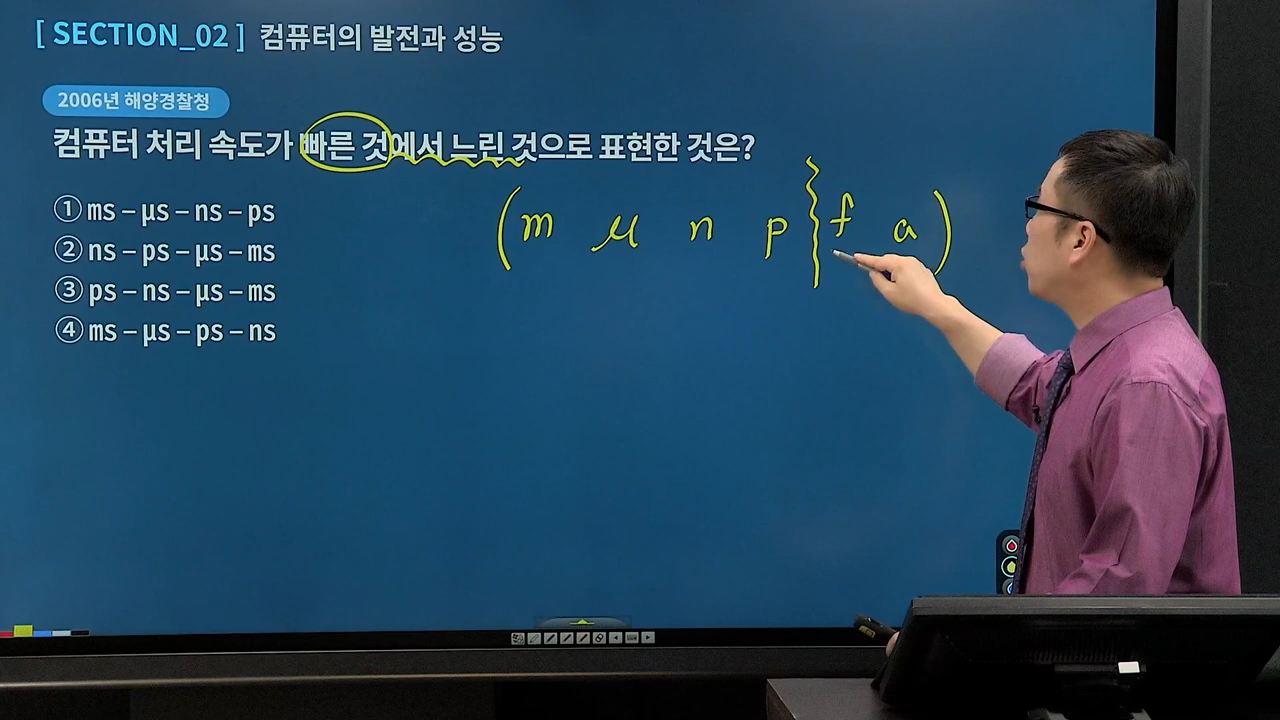 [ SECTION_02 ] 컴퓨터의 발전과 성능
2006년 해양경찰청
컴퓨터 처리 속도가 빠른 것에서 느린 것으로 표현한 것은?
① ms – μs – ns – ps
② ns – ps – μs – ms
③ ps – ns – μs – ms
④ ms – μs – ps – ns
( m μ n p f a )